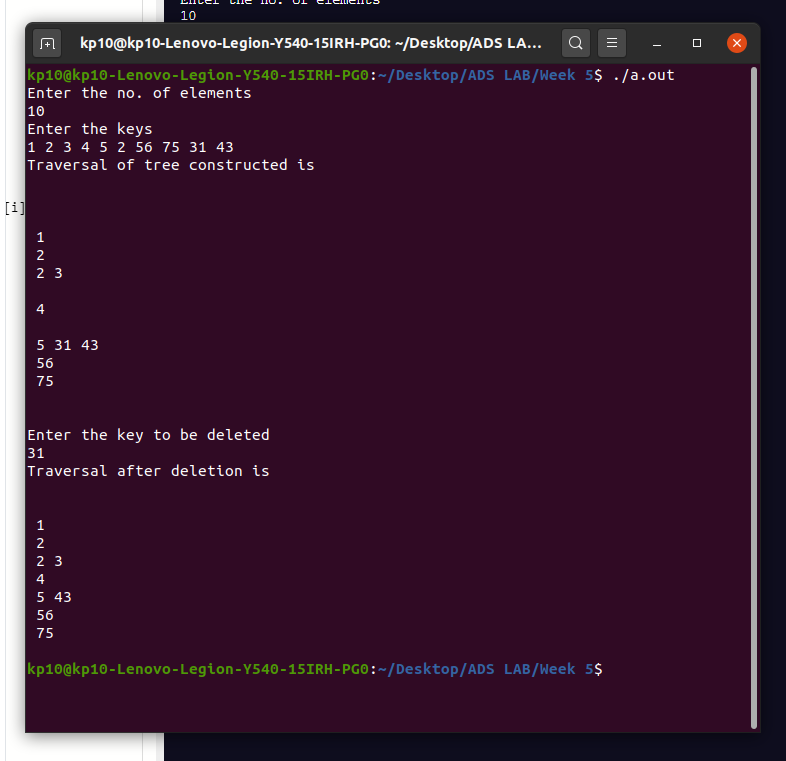 Enter the no. of elements
10
kp10@kp10-Lenovo-Legion-Y540-15IRH-PG0: ~/Desktop/ADS LA...
kp10@kp10-Lenovo-Legion-Y540-15IRH-PG0:~/Desktop/ADS LAB/Week 5$ ./a.out
Enter the no. of elements
10
Enter the keys
1 2 3 4 5 2 56 75 31 43
Traversal of tree constructed is
[i]
1
2
2 3
4
5 31 43
56
75
Enter the key to be deleted
31
Traversal after deletion is
1
2
2 3
4
5 43
56
75
kp10@kp10-Lenovo-Legion-Y540-15IRH-PG0:~/Desktop/ADS LAB/Week 5$